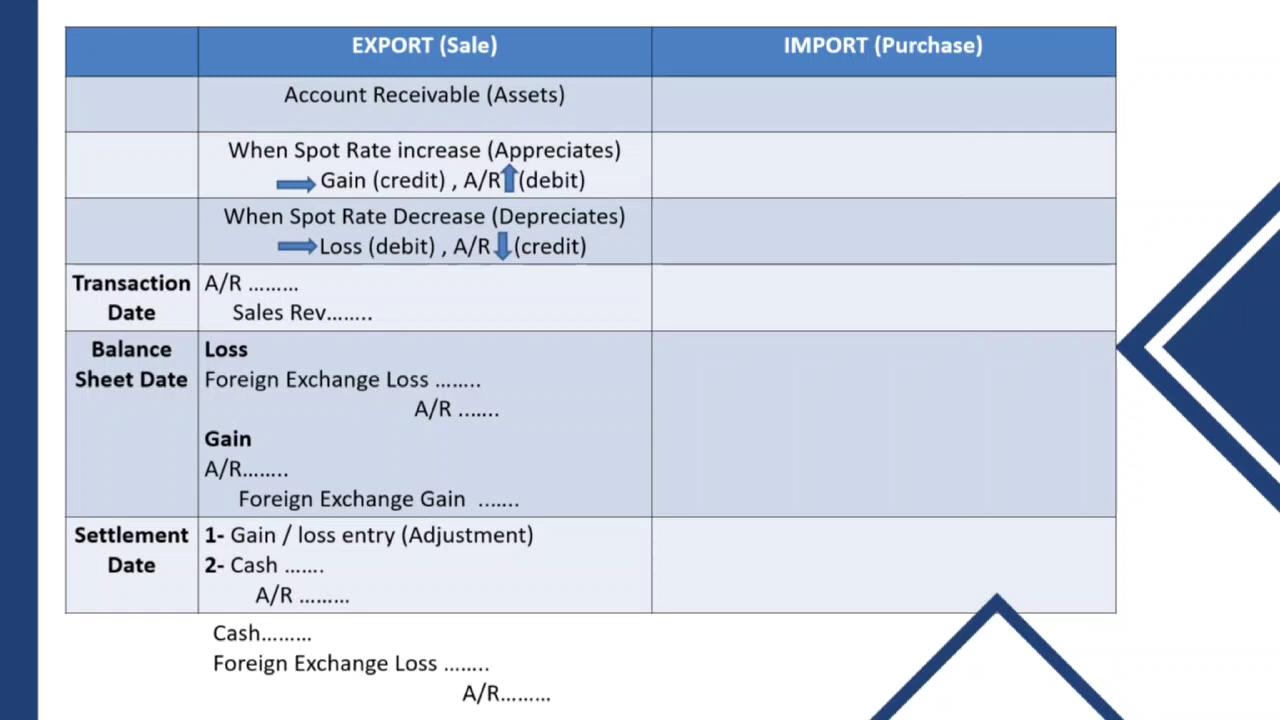 EXPORT (Sale)
IMPORT (Purchase)
Account Receivable (Assets)
When Spot Rate increase (Appreciates)
Gain (credit) , A/R (debit)
When Spot Rate Decrease (Depreciates)
Loss (debit) , A/R (credit)
Transaction Date
A/R ………
Sales Rev……..
Balance Sheet Date
Loss
Foreign Exchange Loss ……..
A/R …….
Gain
A/R……..
Foreign Exchange Gain …….
Settlement Date
1- Gain / loss entry (Adjustment)
2- Cash …….
A/R ………
Cash………
Foreign Exchange Loss ……..
A/R………